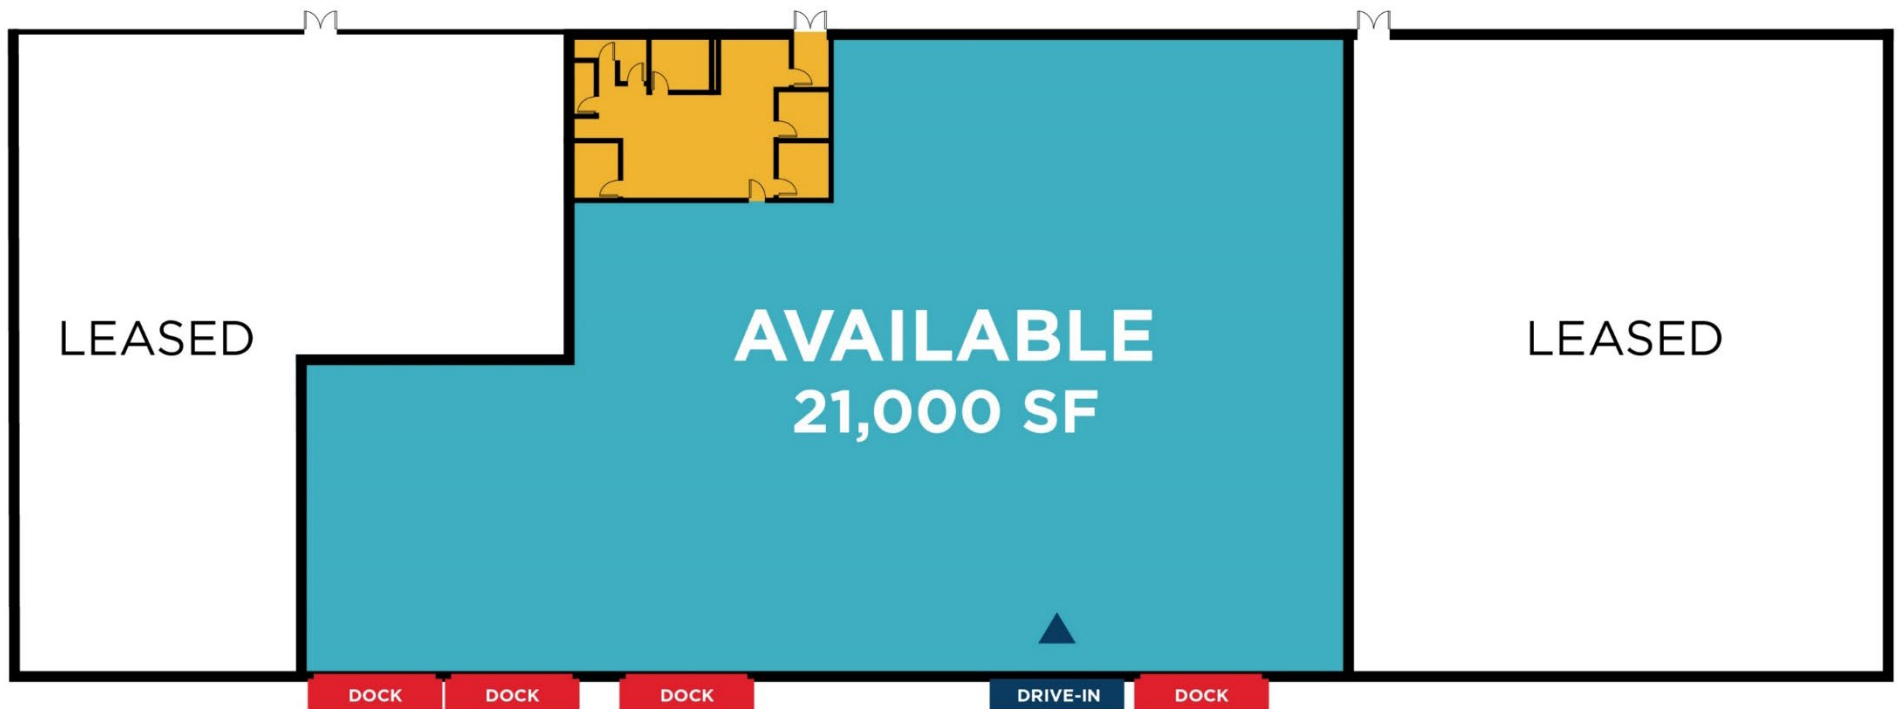 LEASED
AVAILABLE
21,000 SF
LEASED
DOCK
DOCK
DOCK
DRIVE-IN
DOCK